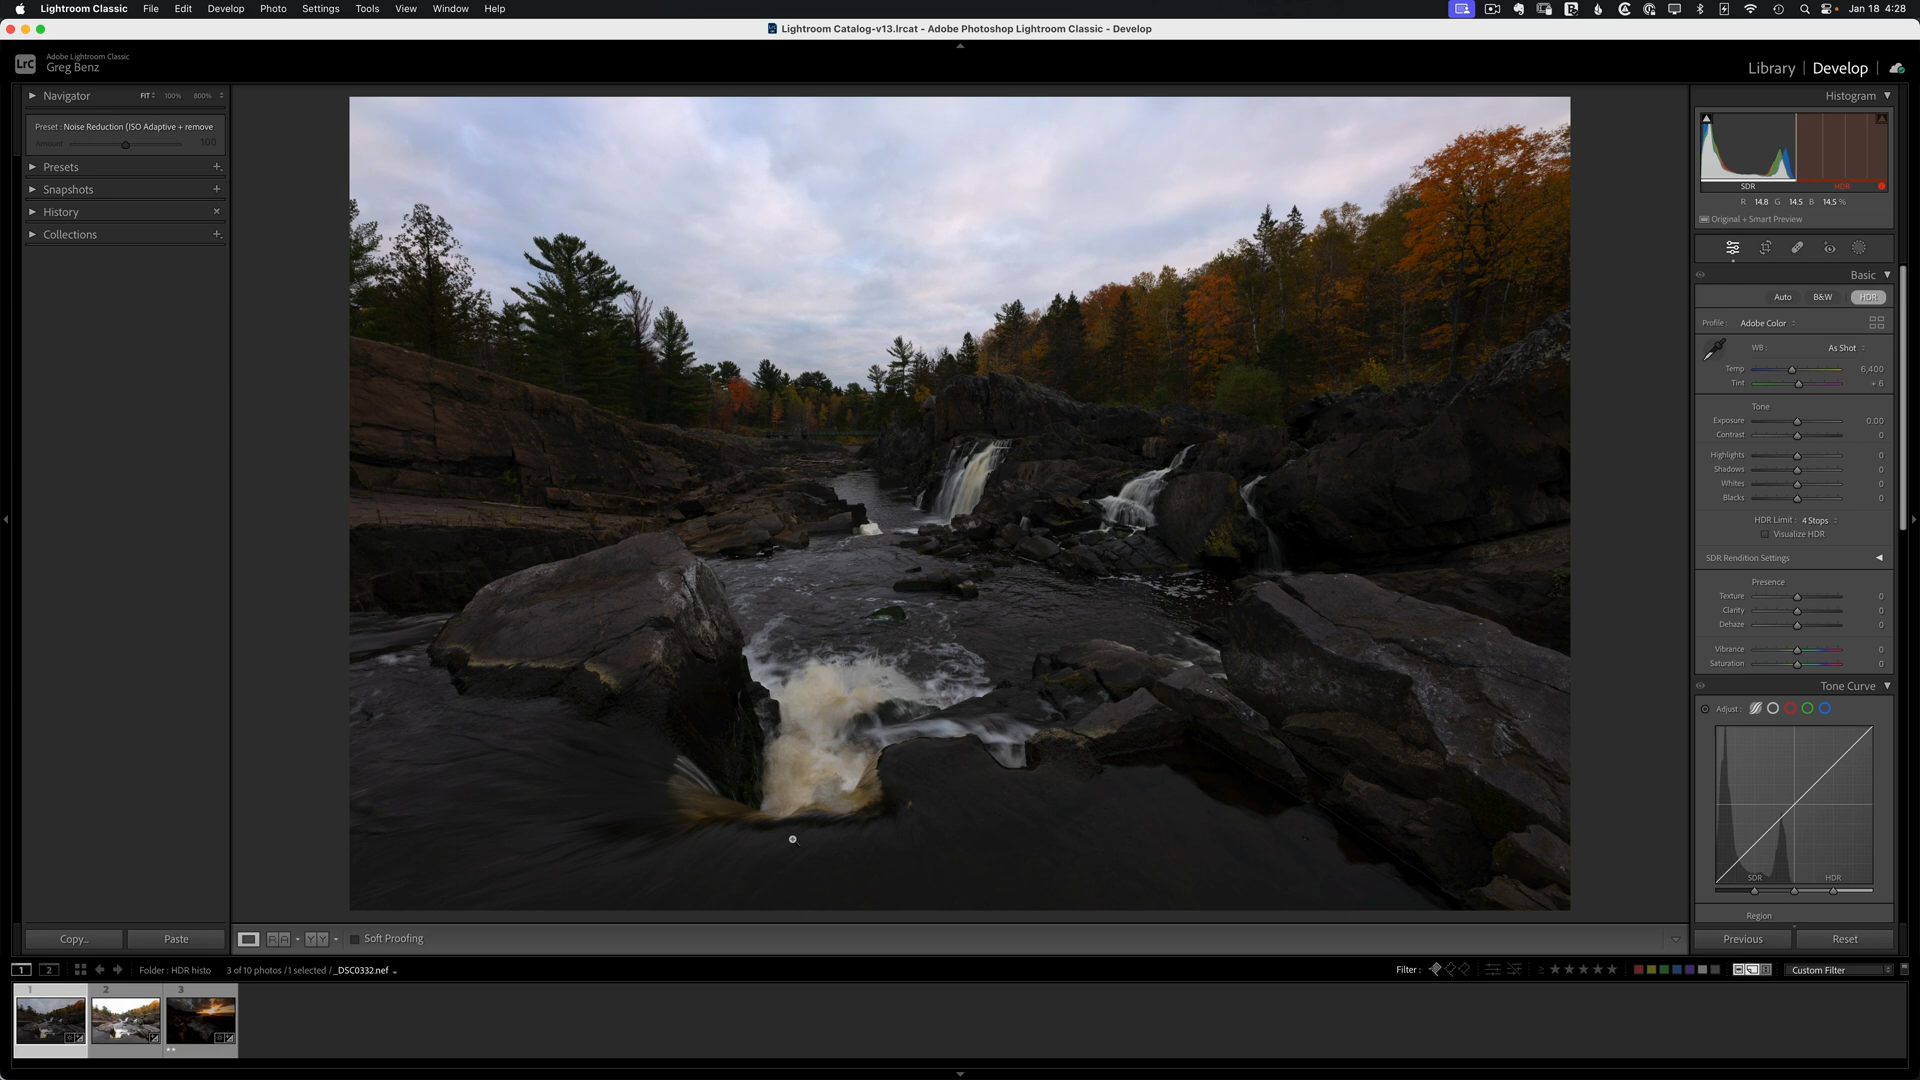 Lightroom Classic File Edit Develop Photo Settings Tools View Window Help Jan 18 4:28
Lightroom Catalog-v13.lrcat - Adobe Photoshop Lightroom Classic - Develop
LrC Adobe Lightroom Classic
Greg Benz
Library | Develop |
Navigator FIT 100% 800%
Preset : Noise Reduction (ISO Adaptive + remove
Amount 100
Presets
Snapshots
History
Collections
Histogram
SDR HDR
R 14.8 G 14.5 B 14.5 %
Original + Smart Preview
Basic
Auto B&W HDR
Profile : Adobe Color
WB : As Shot
Temp 6,400
Tint + 6
Tone
Exposure 0.00
Contrast 0
Highlights 0
Shadows 0
Whites 0
Blacks 0
HDR Limit : 4 Stops
Visualize HDR
SDR Rendition Settings
Presence
Texture 0
Clarity 0
Dehaze 0
Vibrance 0
Saturation 0
Tone Curve
Adjust :
SDR HDR
Region
Copy... Paste
R A Y Y Soft Proofing
Previous Reset
1 2 Folder : HDR histo 3 of 10 photos / 1 selected / _DSC0332.nef
Filter : Custom Filter
1 2 3